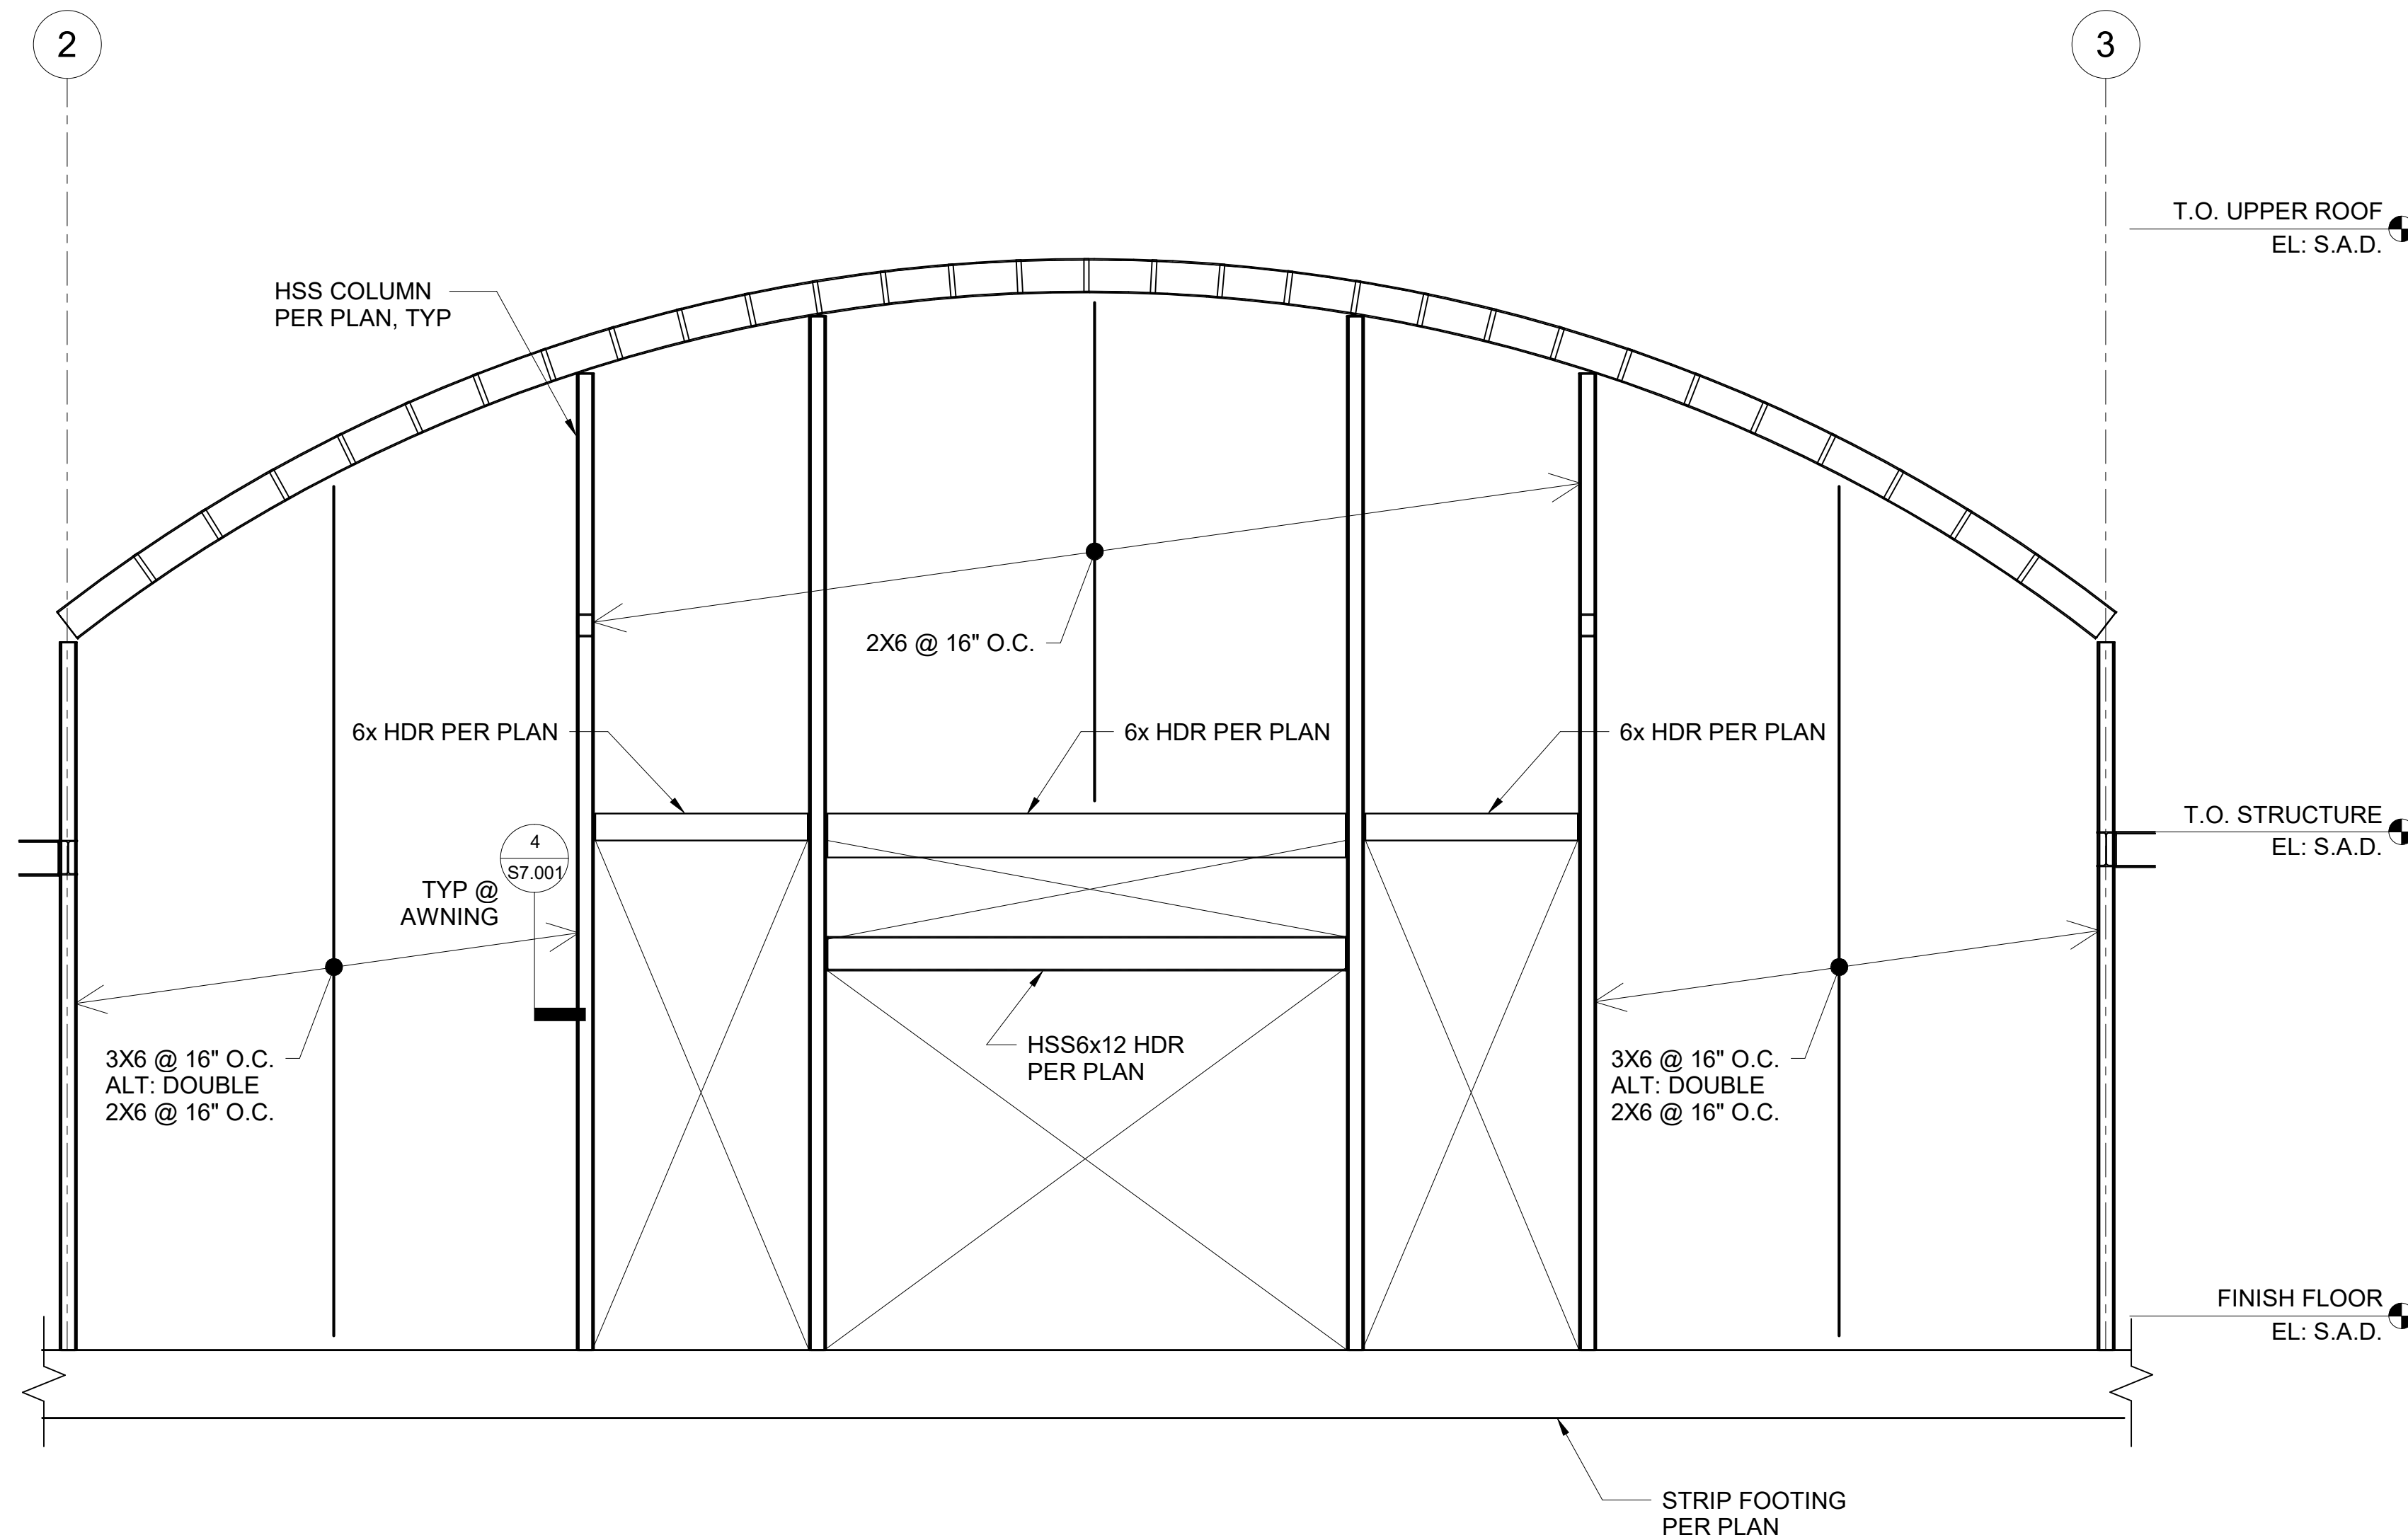 2
3
T.O. UPPER ROOF
EL: S.A.D.
HSS COLUMN
PER PLAN, TYP
2X6 @ 16" O.C.
6x HDR PER PLAN
6x HDR PER PLAN
6x HDR PER PLAN
T.O. STRUCTURE
EL: S.A.D.
4
S7.001
TYP @
AWNING
3X6 @ 16" O.C.
ALT: DOUBLE
2X6 @ 16" O.C.
HSS6x12 HDR
PER PLAN
3X6 @ 16" O.C.
ALT: DOUBLE
2X6 @ 16" O.C.
FINISH FLOOR
EL: S.A.D.
STRIP FOOTING
PER PLAN